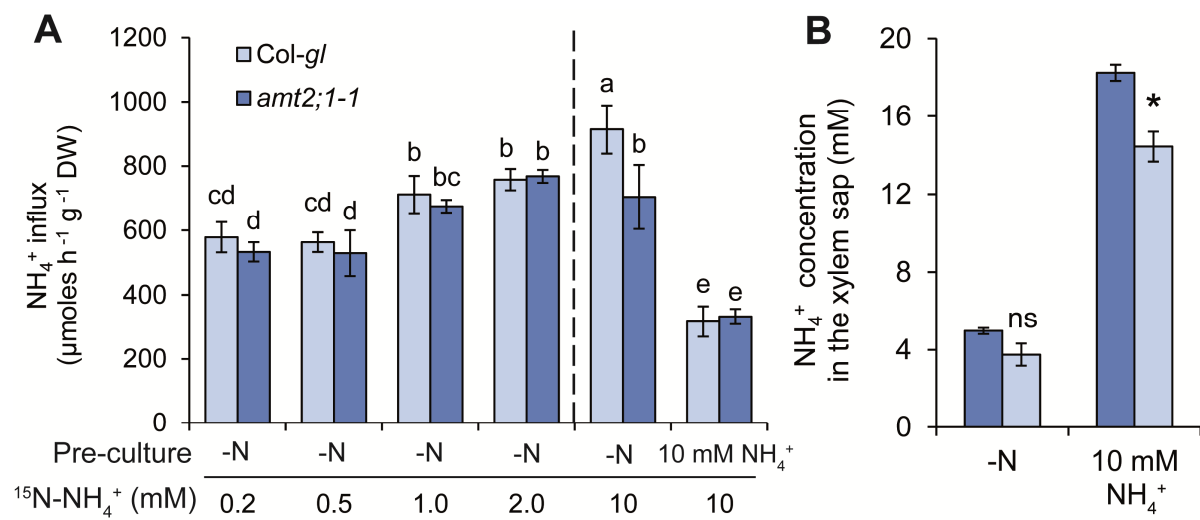 A
NH₄⁺ influx
(μmoles h⁻¹ g⁻¹ DW)
1200
1000
800
600
400
200
0
Col-gl
amt2;1-1
cd
d
cd
d
b
bc
b
b
a
b
e
e
Pre-culture -N -N -N -N -N 10 mM NH₄⁺
¹⁵N-NH₄⁺ (mM) 0.2 0.5 1.0 2.0 10 10
B
NH₄⁺ concentration
in the xylem sap (mM)
20
16
12
8
4
0
ns
*
-N
10 mM
NH₄⁺